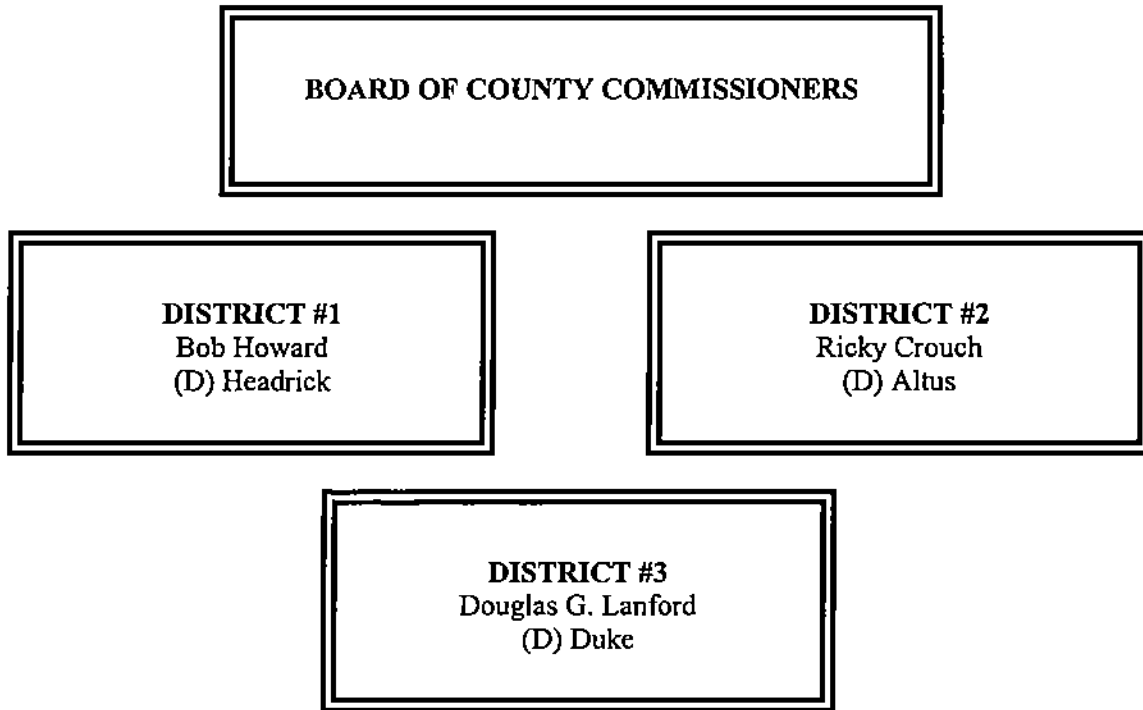 BOARD OF COUNTY COMMISSIONERS
DISTRICT #1
Bob Howard
(D) Headrick
DISTRICT #2
Ricky Crouch
(D) Altus
DISTRICT #3
Douglas G. Lanford
(D) Duke